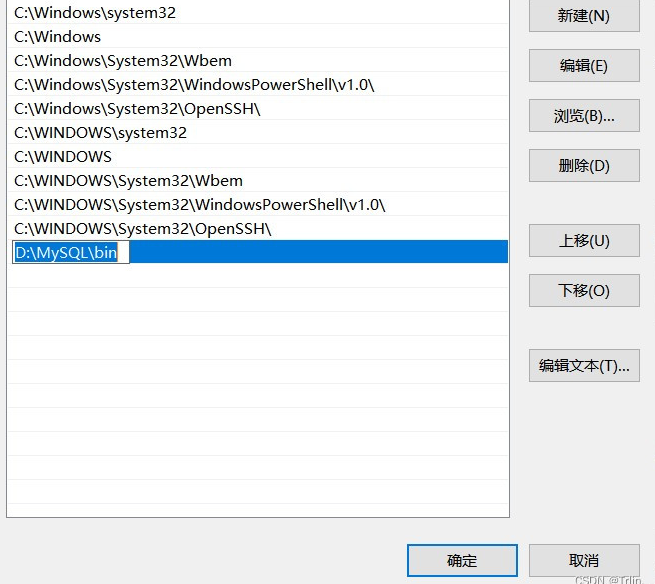 C:\Windows\system32
C:\Windows
C:\Windows\System32\Wbem
C:\Windows\System32\WindowsPowerShell\v1.0\
C:\Windows\System32\OpenSSH\
C:\WINDOWS\system32
C:\WINDOWS
C:\WINDOWS\System32\Wbem
C:\WINDOWS\System32\WindowsPowerShell\v1.0\
C:\WINDOWS\System32\OpenSSH\
D:\MySQL\bin
新建(N)
编辑(E)
浏览(B)...
删除(D)
上移(U)
下移(O)
编辑文本(T)...
确定
取消
CSDN @Trlin